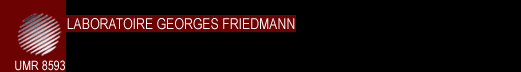 LABORATOIRE GEORGES FRIEDMANN
UMR 8593